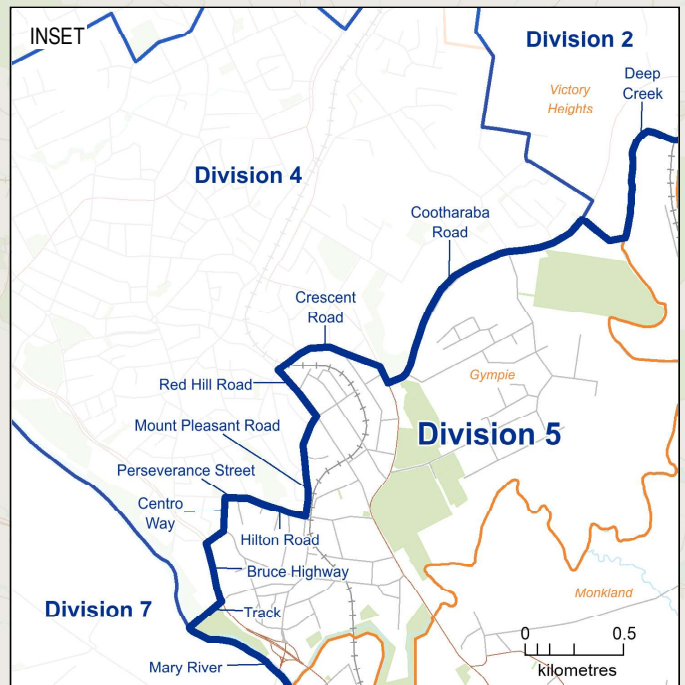 INSET
Division 2
Deep
Creek
Victory
Heights
Division 4
Cootharaba
Road
Crescent
Road
Red Hill Road
Gympie
Mount Pleasant Road
Division 5
Perseverance Street
Centro
Way
Hilton Road
Bruce Highway
Monkland
Division 7
Track
0 0.5
kilometres
Mary River